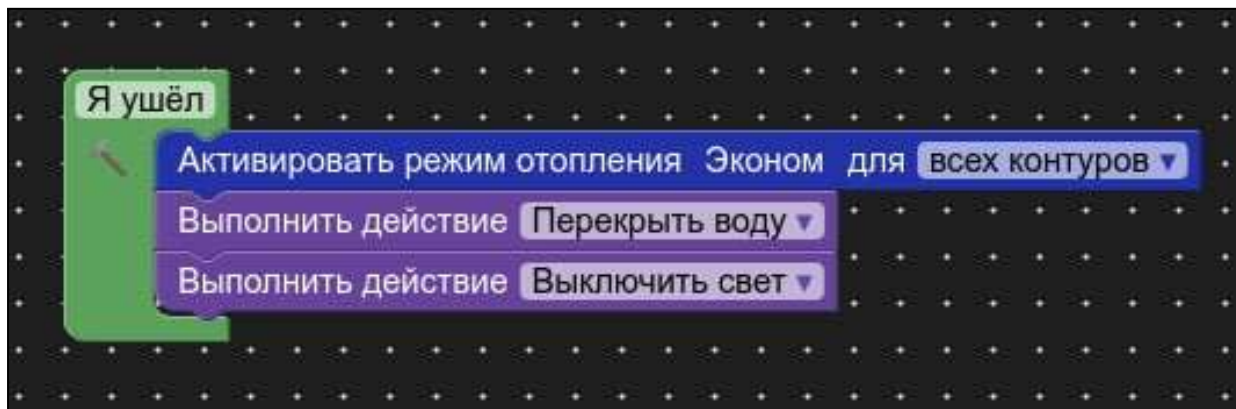 Я ушёл
Активировать режим отопления Эконом для всех контуров
Выполнить действие Перекрыть воду
Выполнить действие Выключить свет